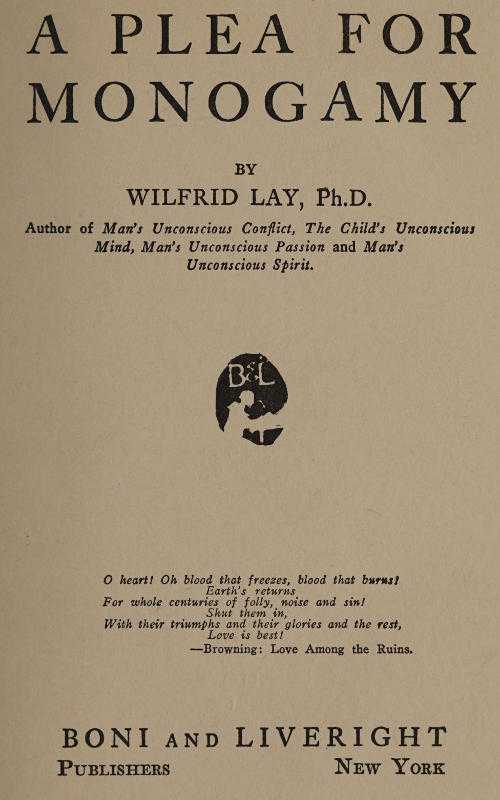 A PLEA FOR
MONOGAMY
BY
WILFRID LAY, Ph.D.
Author of Man's Unconscious Conflict, The Child's Unconscious
Mind, Man's Unconscious Passion and Man's
Unconscious Spirit.
B&L
O heart! Oh blood that freezes, blood that burns!
Earth's returns
For whole centuries of folly, noise and sin!
Shut them in,
With their triumphs and their glories and the rest,
Love is best!
—Browning: Love Among the Ruins.
BONI AND LIVERIGHT
PUBLISHERS NEW YORK